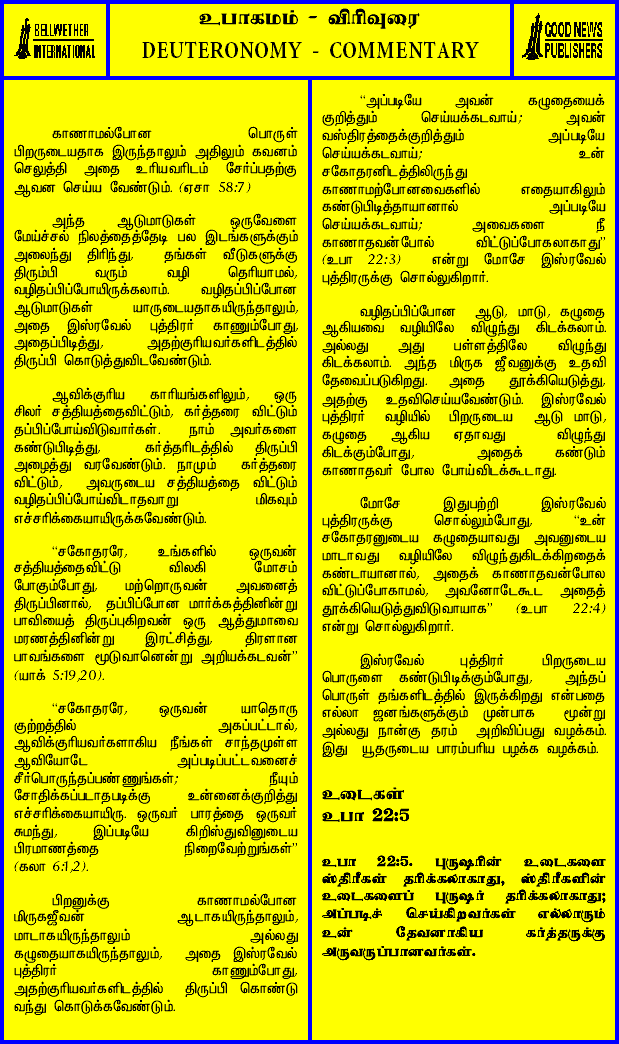 BELLWETHER
INTERNATIONAL
உபாகமம் - விரிவுரை
DEUTERONOMY - COMMENTARY
GOOD NEWS
PUBLISHERS
காணாமல்போன பொருள்
பிறருடையதாக இருந்தாலும் அதிலும் கவனம்
செலுத்தி அதை உரியவரிடம் சேர்ப்பதற்கு
ஆவன செய்ய வேண்டும். (ஏசா 58:7)
அந்த ஆடுமாடுகள் ஒருவேளை
மேய்ச்சல் நிலத்தைத்தேடி பல இடங்களுக்கும்
அலைந்து திரிந்து, தங்கள் வீடுகளுக்கு
திரும்பி வரும் வழி தெரியாமல்,
வழிதப்பிப்போயிருக்கலாம். வழிதப்பிப்போன
ஆடுமாடுகள் யாருடையதாகயிருந்தாலும்,
அதை இஸ்ரவேல் புத்திரர் காணும்போது,
அதைப்பிடித்து, அதற்குரியவர்களிடத்தில்
திருப்பி கொடுத்துவிடவேண்டும்.
ஆவிக்குரிய காரியங்களிலும், ஒரு
சிலர் சத்தியத்தைவிட்டும், கர்த்தரை விட்டும்
தப்பிப்போய்விடுவார்கள். நாம் அவர்களை
கண்டுபிடித்து, கர்த்தரிடத்தில் திருப்பி
அழைத்து வரவேண்டும். நாமும் கர்த்தரை
விட்டும், அவருடைய சத்தியத்தை விட்டும்
வழிதப்பிப்போய்விடாதவாறு மிகவும்
எச்சரிக்கையாயிருக்கவேண்டும்.
“சகோதரரே, உங்களில் ஒருவன்
சத்தியத்தைவிட்டு விலகி மோசம்
போகும்போது, மற்றொருவன் அவனைத்
திருப்பினால், தப்பிப்போன மார்க்கத்தினின்று
பாவியைத் திருப்புகிறவன் ஒரு ஆத்துமாவை
மரணத்தினின்று இரட்சித்து, திரளான
பாவங்களை மூடுவானென்று அறியக்கடவன்”
(யாக் 5:19,20).
“சகோதரரே, ஒருவன் யாதொரு
குற்றத்தில் அகப்பட்டால்,
ஆவிக்குரியவர்களாகிய நீங்கள் சாந்தமுள்ள
ஆவியோடே அப்படிப்பட்டவனைச்
சீர்பொருந்தப்பண்ணுங்கள்; நீயும்
சோதிக்கப்படாதபடிக்கு உன்னைக்குறித்து
எச்சரிக்கையாயிரு. ஒருவர் பாரத்தை ஒருவர்
சுமந்து, இப்படியே கிறிஸ்துவினுடைய
பிரமாணத்தை நிறைவேற்றுங்கள்”
(கலா 6:1,2).
பிறனுக்கு காணாமல்போன
மிருகஜீவன் ஆடாகயிருந்தாலும்,
மாடாகயிருந்தாலும் அல்லது
கழுதையாகயிருந்தாலும், அதை இஸ்ரவேல்
புத்திரர் காணும்போது,
அதற்குரியவர்களிடத்தில் திருப்பி கொண்டு
வந்து கொடுக்கவேண்டும்.
“அப்படியே அவன் கழுதையைக்
குறித்தும் செய்யக்கடவாய்; அவன்
வஸ்திரத்தைக்குறித்தும் அப்படியே
செய்யக்கடவாய்; உன்
சகோதரனிடத்திலிருந்து
காணாமற்போனவைகளில் எதையாகிலும்
கண்டுபிடித்தாயானால் அப்படியே
செய்யக்கடவாய்; அவைகளை நீ
காணாதவன்போல் விட்டுப்போகலாகாது”
(உபா 22:3) என்று மோசே இஸ்ரவேல்
புத்திரருக்கு சொல்லுகிறார்.
வழிதப்பிப்போன ஆடு, மாடு, கழுதை
ஆகியவை வழியிலே விழுந்து கிடக்கலாம்.
அல்லது அது பள்ளத்திலே விழுந்து
கிடக்கலாம். அந்த மிருக ஜீவனுக்கு உதவி
தேவைப்படுகிறது. அதை தூக்கியெடுத்து,
அதற்கு உதவிசெய்யவேண்டும். இஸ்ரவேல்
புத்திரர் வழியில் பிறருடைய ஆடு மாடு,
கழுதை ஆகிய ஏதாவது விழுந்து
கிடக்கும்போது, அதைக் கண்டும்
காணாதவர் போல போய்விடக்கூடாது.
மோசே இதுபற்றி இஸ்ரவேல்
புத்திரருக்கு சொல்லும்போது, “உன்
சகோதரனுடைய கழுதையாவது அவனுடைய
மாடாவது வழியிலே விழுந்துகிடக்கிறதைக்
கண்டாயானால், அதைக் காணாதவன்போல
விட்டுப்போகாமல், அவனோடேகூட அதைத்
தூக்கியெடுத்துவிடுவாயாக” (உபா 22:4)
என்று சொல்லுகிறார்.
இஸ்ரவேல் புத்திரர் பிறருடைய
பொருளை கண்டுபிடிக்கும்போது, அந்தப்
பொருள் தங்களிடத்தில் இருக்கிறது என்பதை
எல்லா ஜனங்களுக்கும் முன்பாக மூன்று
அல்லது நான்கு தரம் அறிவிப்பது வழக்கம்.
இது யூதருடைய பாரம்பரிய பழக்க வழக்கம்.
உடைகள்
உபா 22:5
உபா 22:5. புருஷரின் உடைகளை
ஸ்திரீகள் தரிக்கலாகாது, ஸ்திரீகளின்
உடைகளைப் புருஷர் தரிக்கலாகாது;
அப்படிச் செய்கிறவர்கள் எல்லாரும்
உன் தேவனாகிய கர்த்தருக்கு
அருவருப்பானவர்கள்.